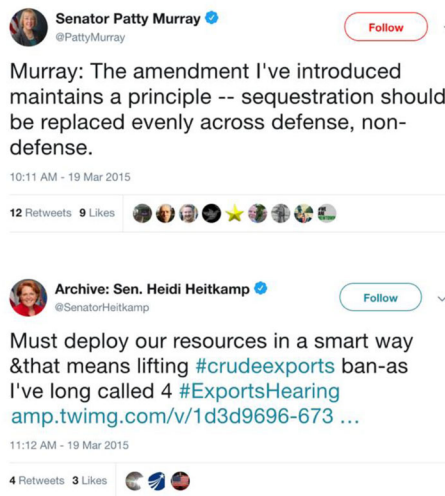 Senator Patty Murray
Follow
@PattyMurray
Murray: The amendment I've introduced
maintains a principle -- sequestration should
be replaced evenly across defense, non-
defense.
10:11 AM - 19 Mar 2015
12 Retweets 9 Likes
Archive: Sen. Heidi Heitkamp
Follow
@SenatorHeitkamp
Must deploy our resources in a smart way
&that means lifting #crudeexports ban-as
I've long called 4 #ExportsHearing
amp.twimg.com/v/1d3d9696-673 ...
11:12 AM - 19 Mar 2015
4 Retweets 3 Likes